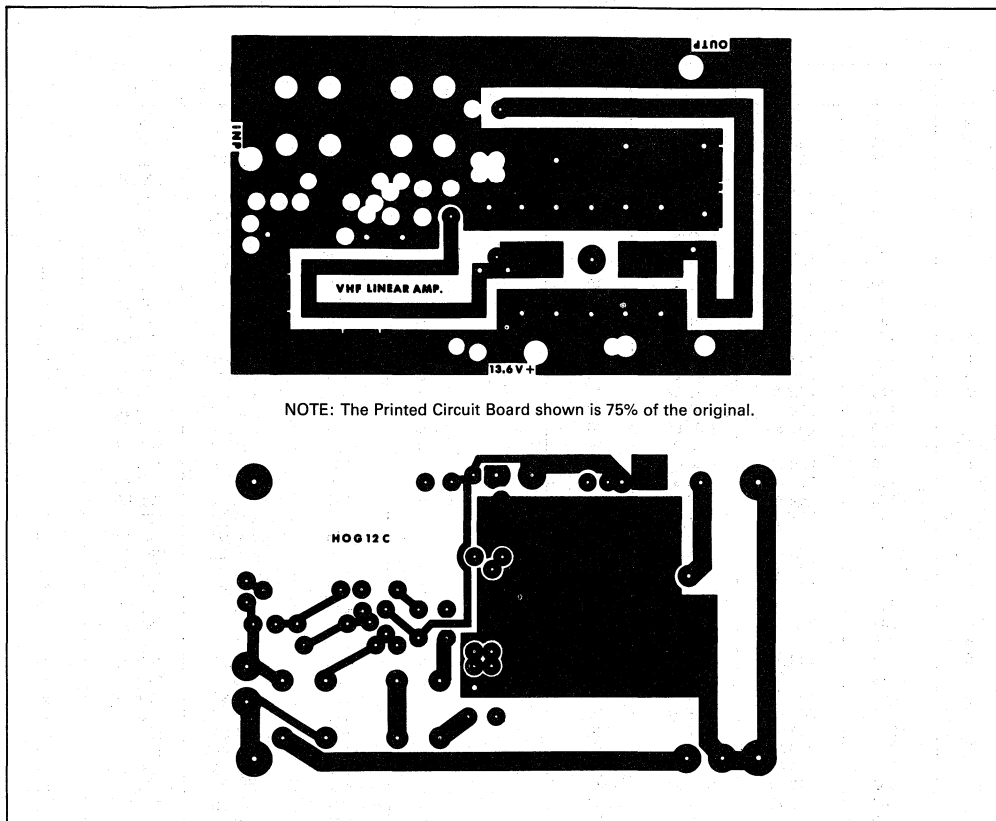 OUTP
INP
VHF LINEAR AMP.
13.6 V +
NOTE: The Printed Circuit Board shown is 75% of the original.
HOG12C